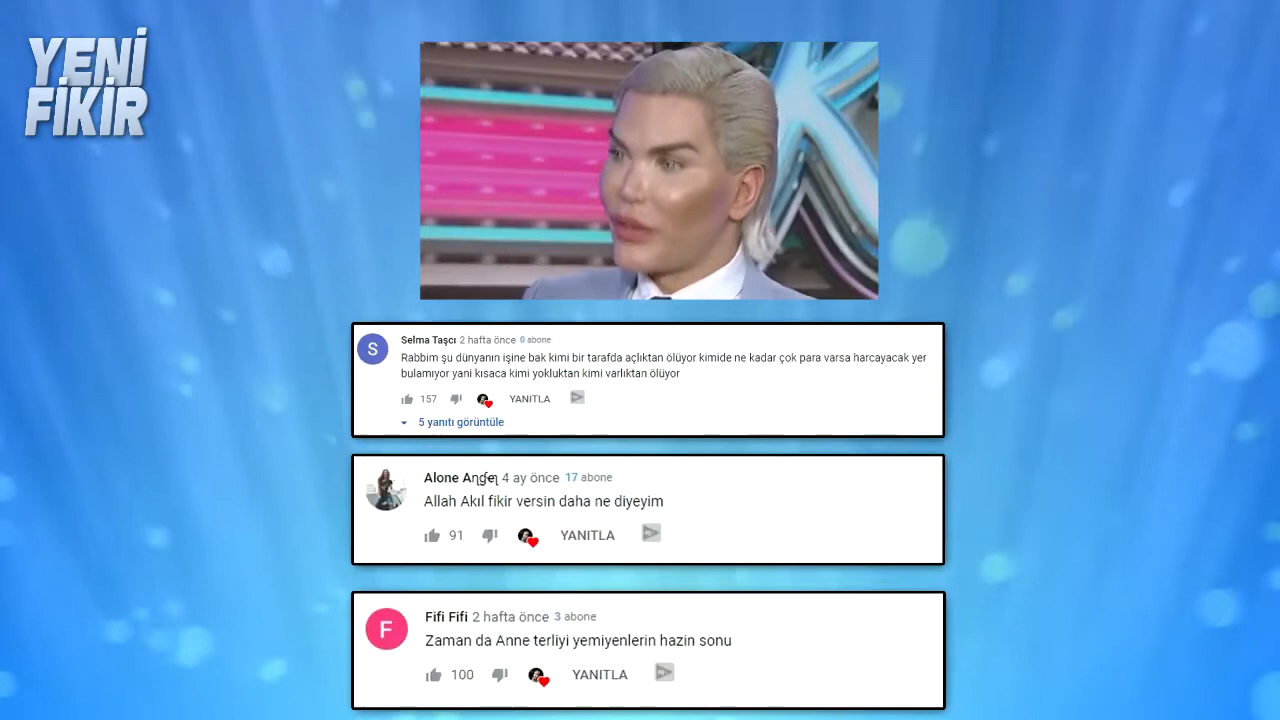 YENİ
FİKİR
Selma Taşcı 2 hafta önce 0 abone
Rabbim şu dünyanın işine bak kimi bir tarafda açlıktan ölüyor kimide ne kadar çok para varsa harcayacak yer
bulamıyor yani kısaca kimi yokluktan kimi varlıktan ölüyor
157 YANITLA
5 yanıtı görüntüle
Alone Aɳɠҽʅ 4 ay önce 17 abone
Allah Akıl fikir versin daha ne diyeyim
91 YANITLA
Fifi Fifi 2 hafta önce 3 abone
Zaman da Anne terliyi yemiyenlerin hazin sonu
100 YANITLA